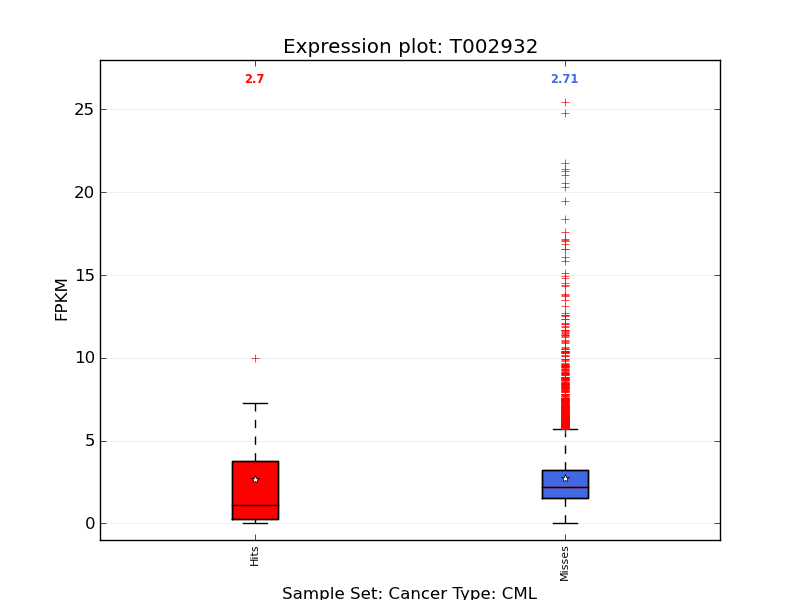 Expression plot: T002932
2.7
2.71
25
20
15
10
5
0
FPKM
Hits
Misses
Sample Set: Cancer Type: CML